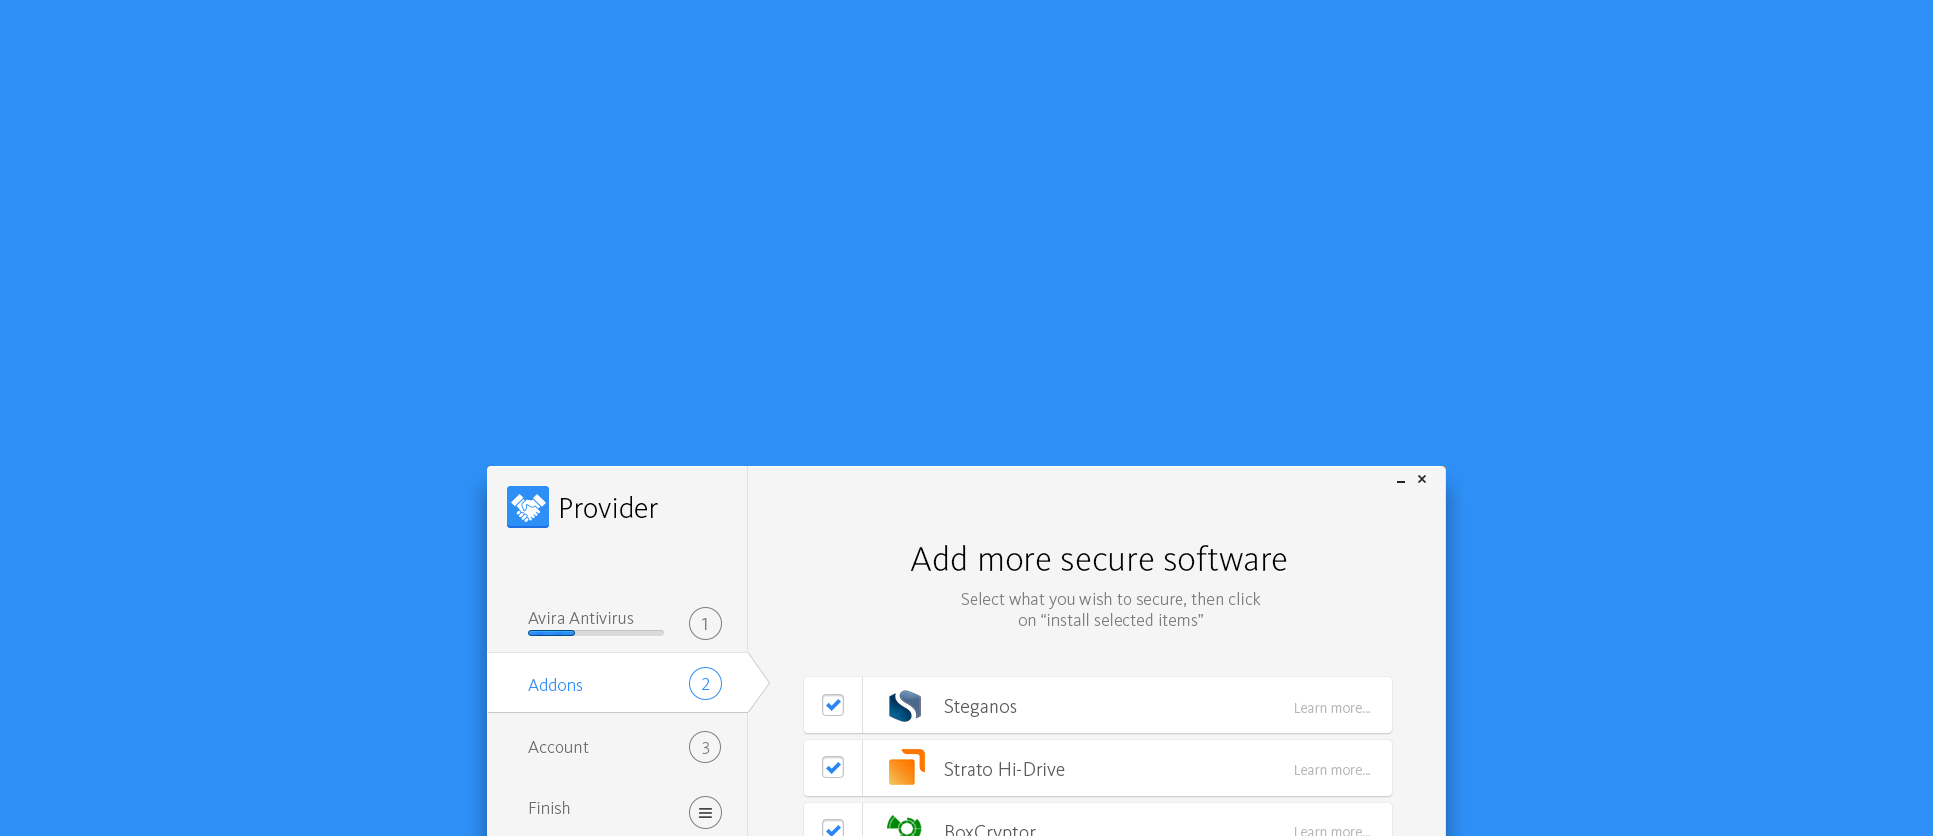 Provider
Avira Antivirus
1
Addons
2
Account
3
Finish
Add more secure software
Select what you wish to secure, then click
on “install selected items”
Steganos
Learn more...
Strato Hi-Drive
Learn more...
BoxCryptor
Learn more...